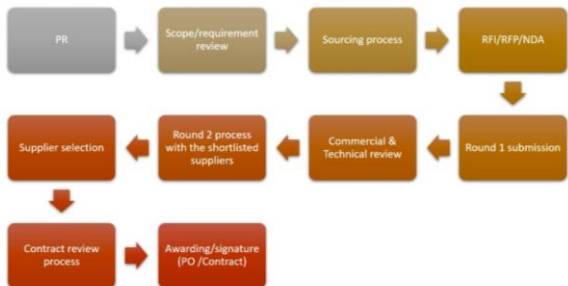 PR
Scope/requirement
review
Sourcing process
RFI/RFP/NDA
Round 1 submission
Commercial &
Technical review
Round 2 process
with the shortlisted
suppliers
Supplier selection
Contract review
process
Awarding/signature
(PO /Contract)